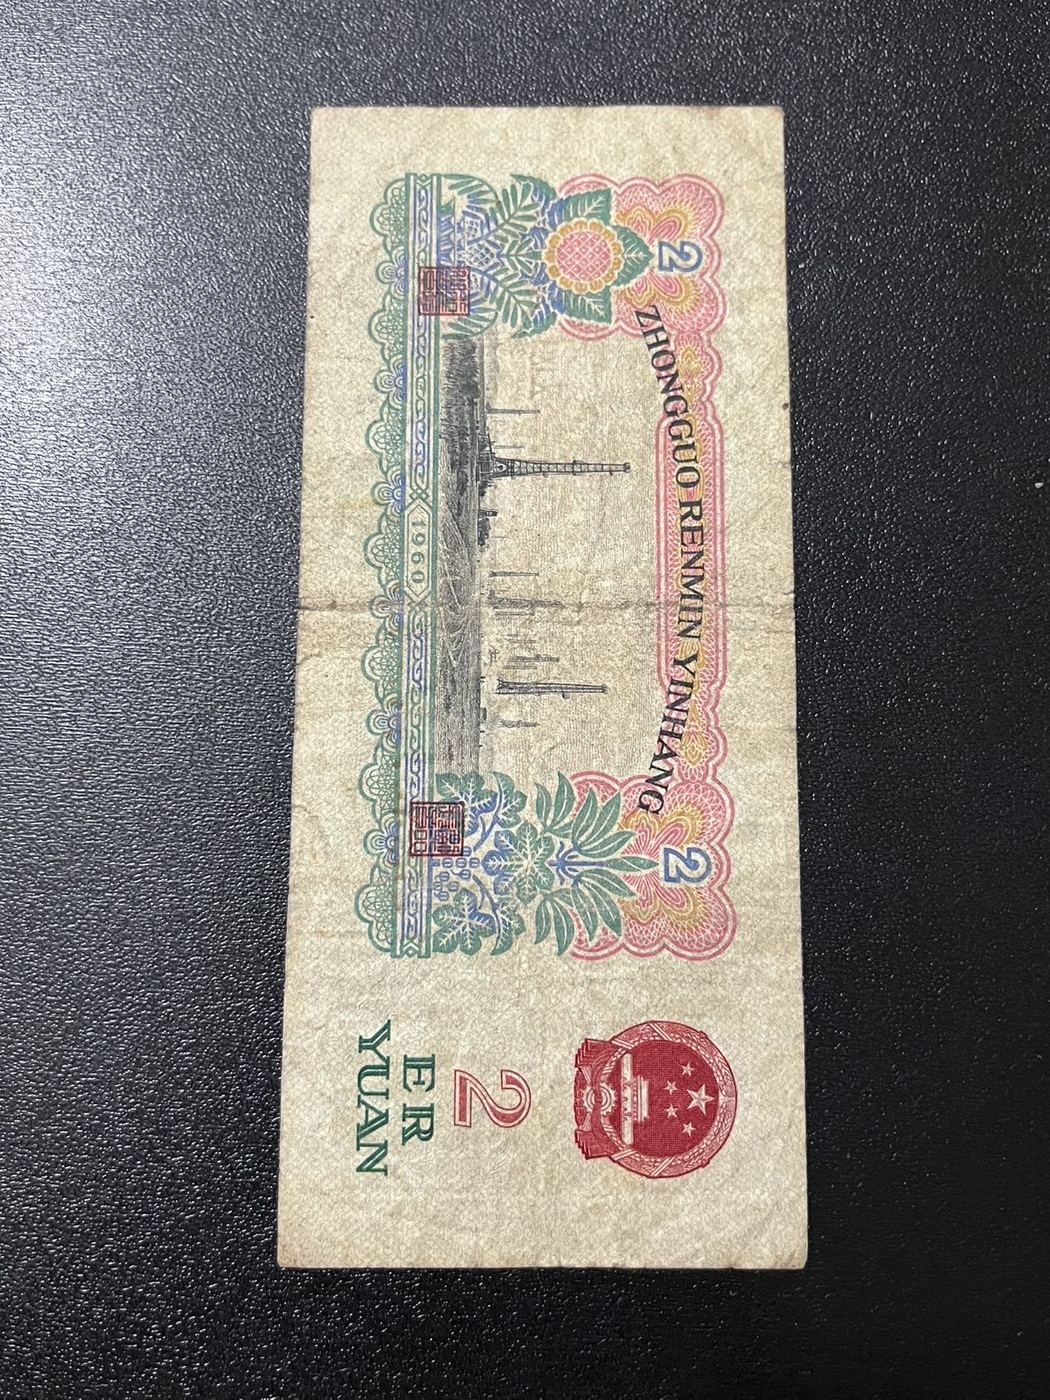 ZHONGGUO RENMIN YINHANG
2
2
1960
2
ER
YUAN